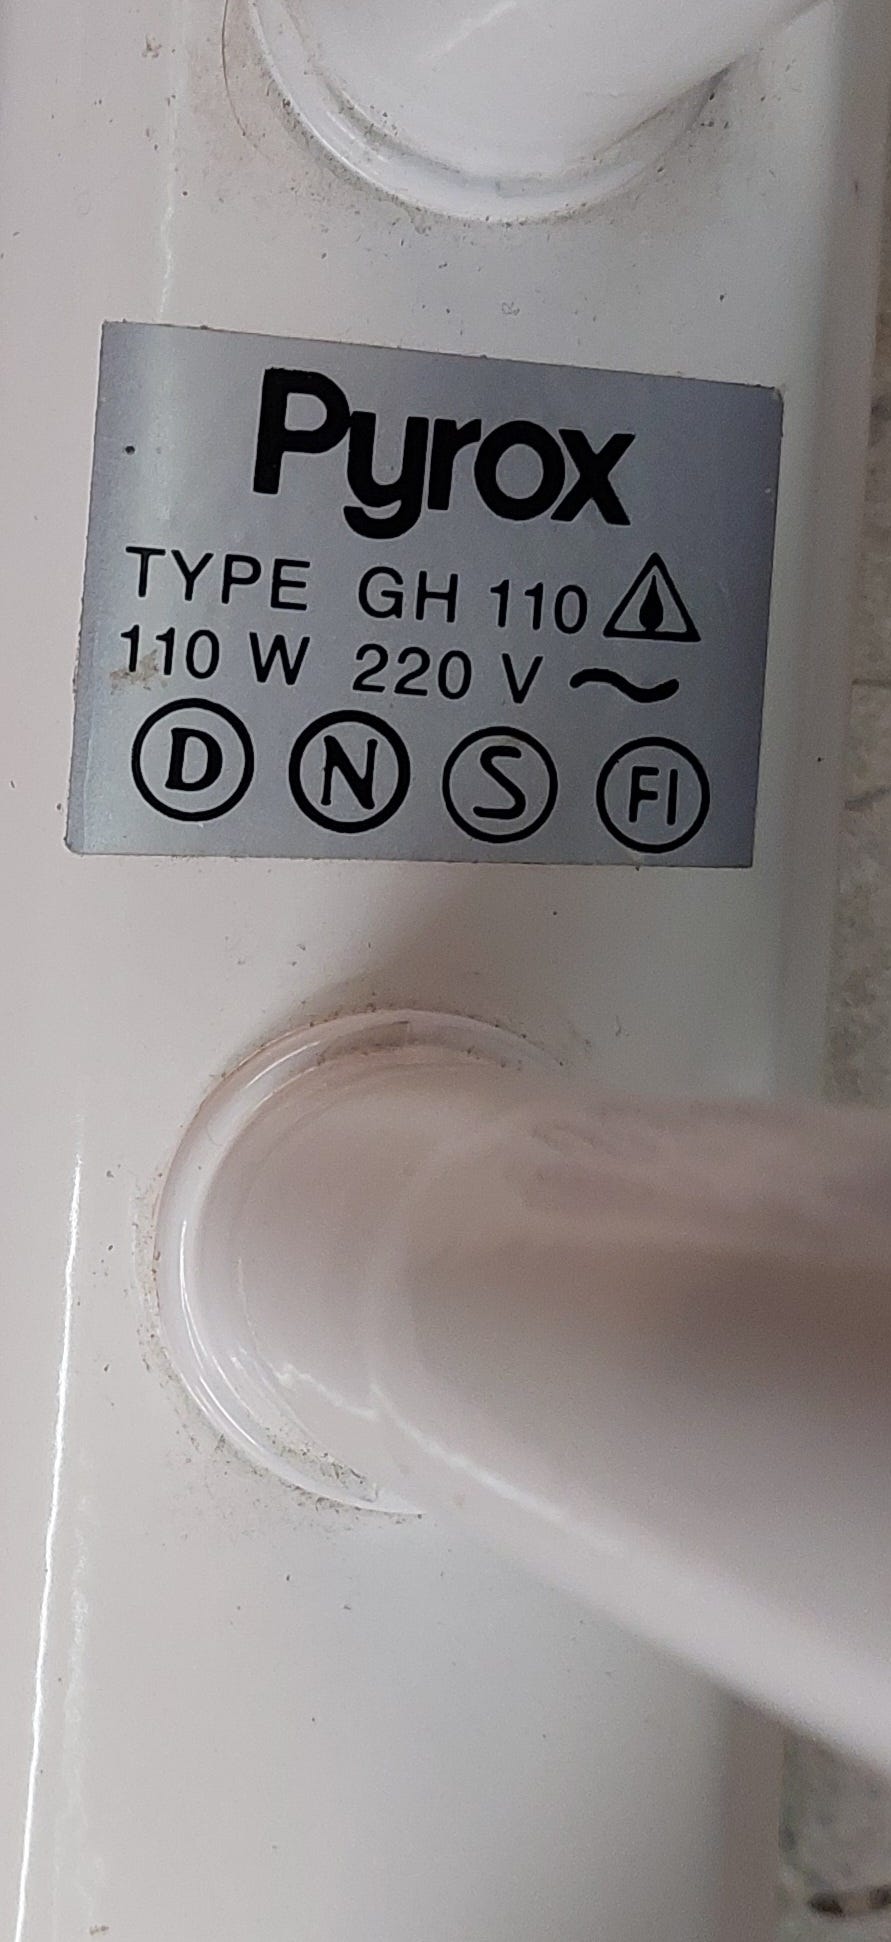 Pyrox
TYPE GH 110
110 W 220 V ~
D N S FI